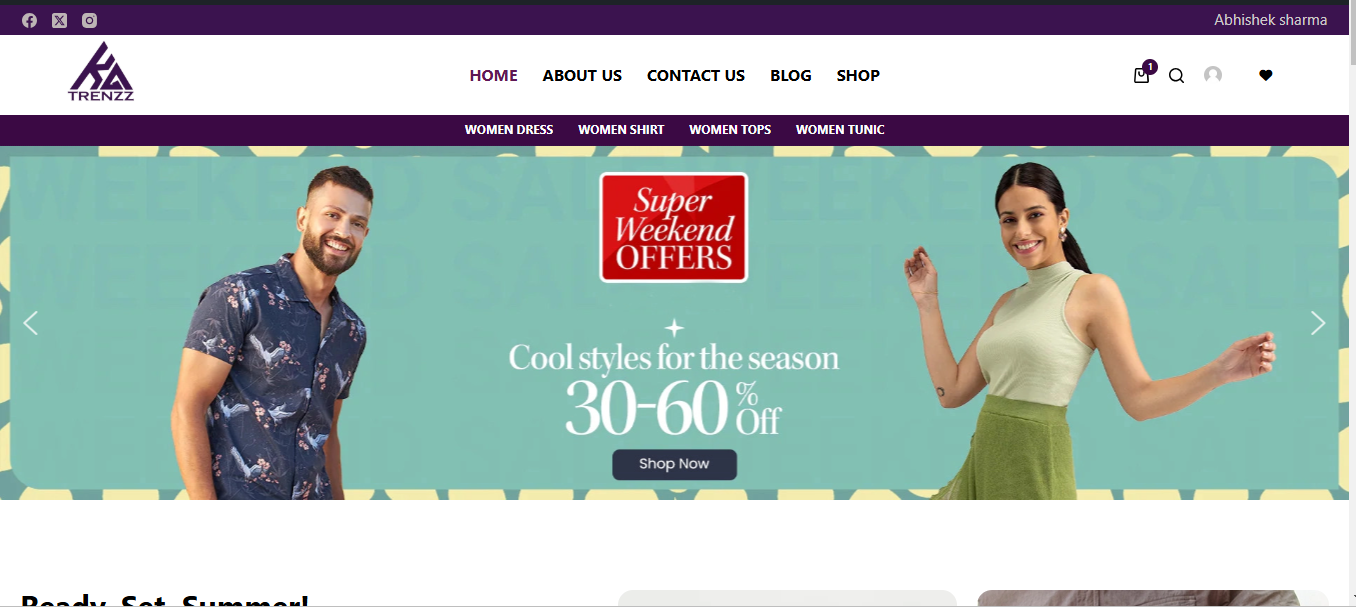 Abhishek sharma
TRENZZ
HOME ABOUT US CONTACT US BLOG SHOP
1
WOMEN DRESS WOMEN SHIRT WOMEN TOPS WOMEN TUNIC
WEEKEND SALE WEEKEND SALE
Super
Weekend
OFFERS
Cool styles for the season
30-60% Off
Shop Now
Ready, Set, Summer!